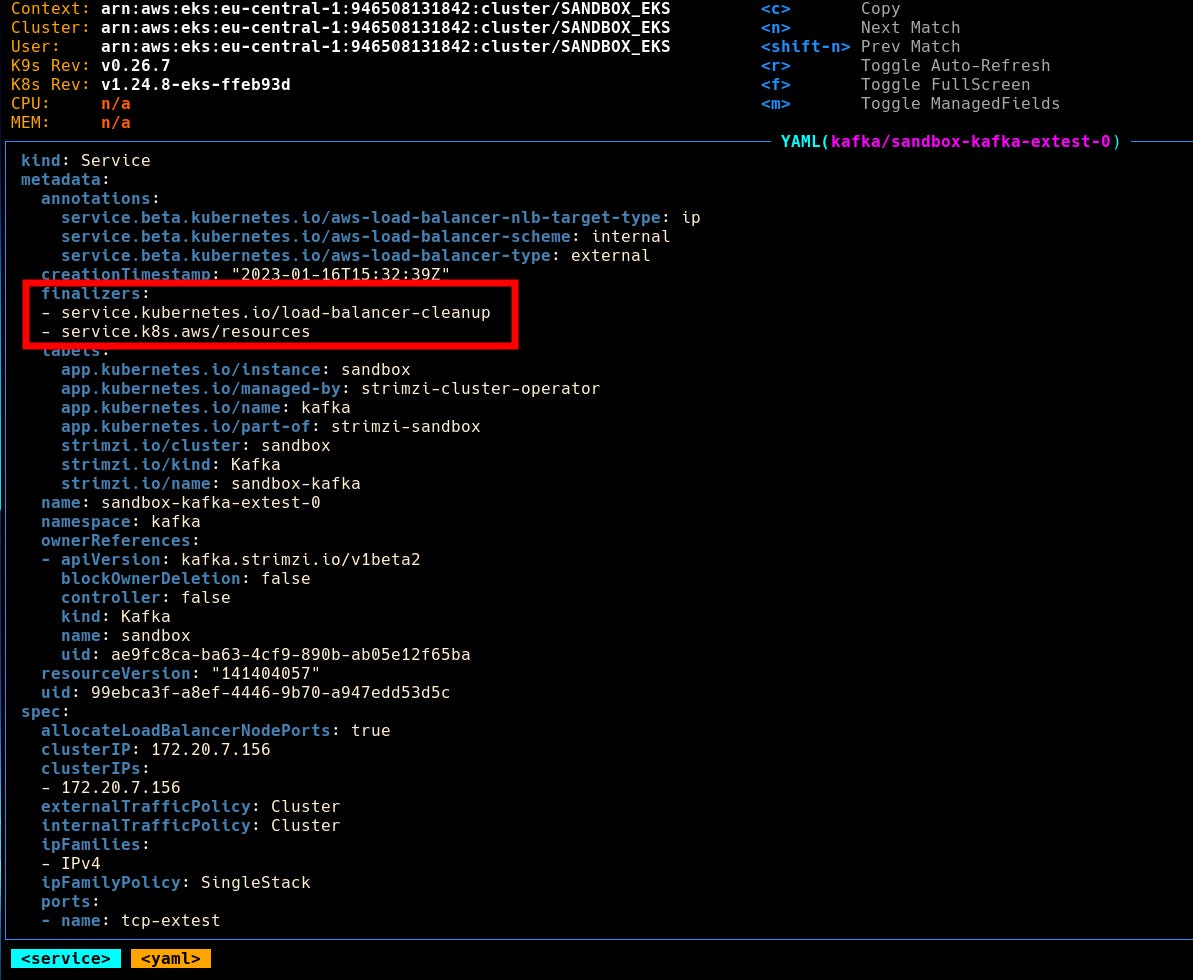 Context: arn:aws:eks:eu-central-1:946508131842:cluster/SANDBOX_EKS <c> Copy
Cluster: arn:aws:eks:eu-central-1:946508131842:cluster/SANDBOX_EKS <n> Next Match
User: arn:aws:eks:eu-central-1:946508131842:cluster/SANDBOX_EKS <shift-n> Prev Match
K9s Rev: v0.26.7 <r> Toggle Auto-Refresh
K8s Rev: v1.24.8-eks-ffeb93d <f> Toggle FullScreen
CPU: n/a <m> Toggle ManagedFields
MEM: n/a
YAML(kafka/sandbox-kafka-extest-0)
kind: Service
metadata:
  annotations:
    service.beta.kubernetes.io/aws-load-balancer-nlb-target-type: ip
    service.beta.kubernetes.io/aws-load-balancer-scheme: internal
    service.beta.kubernetes.io/aws-load-balancer-type: external
  creationTimestamp: "2023-01-16T15:32:39Z"
  finalizers:
  - service.kubernetes.io/load-balancer-cleanup
  - service.k8s.aws/resources
  labels:
    app.kubernetes.io/instance: sandbox
    app.kubernetes.io/managed-by: strimzi-cluster-operator
    app.kubernetes.io/name: kafka
    app.kubernetes.io/part-of: strimzi-sandbox
    strimzi.io/cluster: sandbox
    strimzi.io/kind: Kafka
    strimzi.io/name: sandbox-kafka
  name: sandbox-kafka-extest-0
  namespace: kafka
  ownerReferences:
  - apiVersion: kafka.strimzi.io/v1beta2
    blockOwnerDeletion: false
    controller: false
    kind: Kafka
    name: sandbox
    uid: ae9fc8ca-ba63-4cf9-890b-ab05e12f65ba
  resourceVersion: "141404057"
  uid: 99ebca3f-a8ef-4446-9b70-a947edd53d5c
spec:
  allocateLoadBalancerNodePorts: true
  clusterIP: 172.20.7.156
  clusterIPs:
  - 172.20.7.156
  externalTrafficPolicy: Cluster
  internalTrafficPolicy: Cluster
  ipFamilies:
  - IPv4
  ipFamilyPolicy: SingleStack
  ports:
  - name: tcp-extest
<service> <yaml>